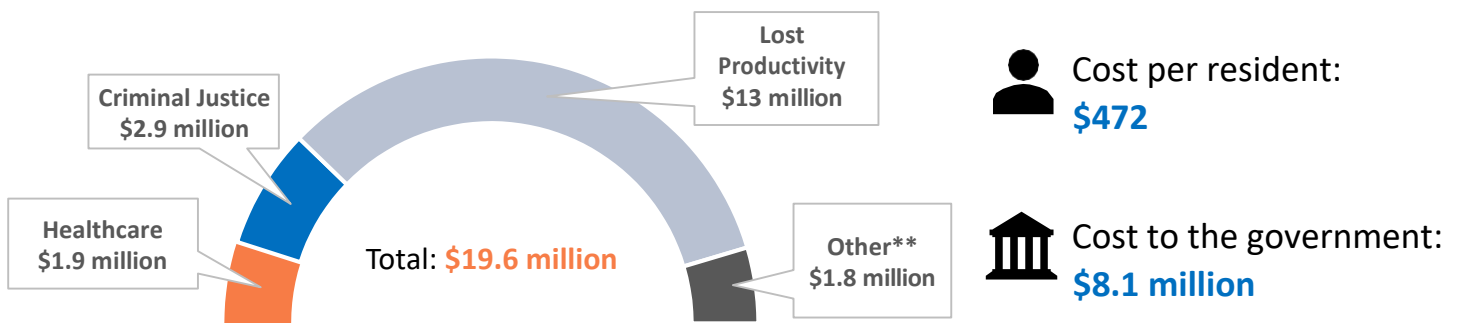 Lost
Productivity
$13 million
Criminal Justice
$2.9 million
Healthcare
$1.9 million
Total: $19.6 million
Other**
$1.8 million
Cost per resident:
$472
Cost to the government:
$8.1 million